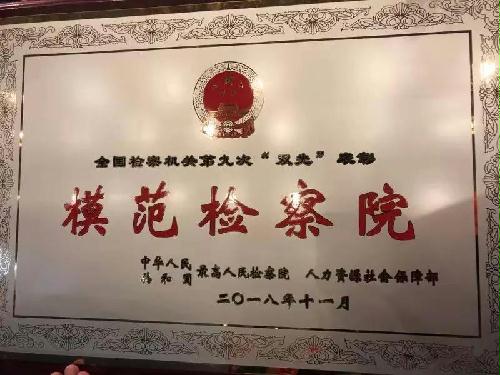 全国检察机关第九次“双先”表彰
模范检察院
中华人民共和国 最高人民检察院 人力资源社会保障部
二〇一八年十一月